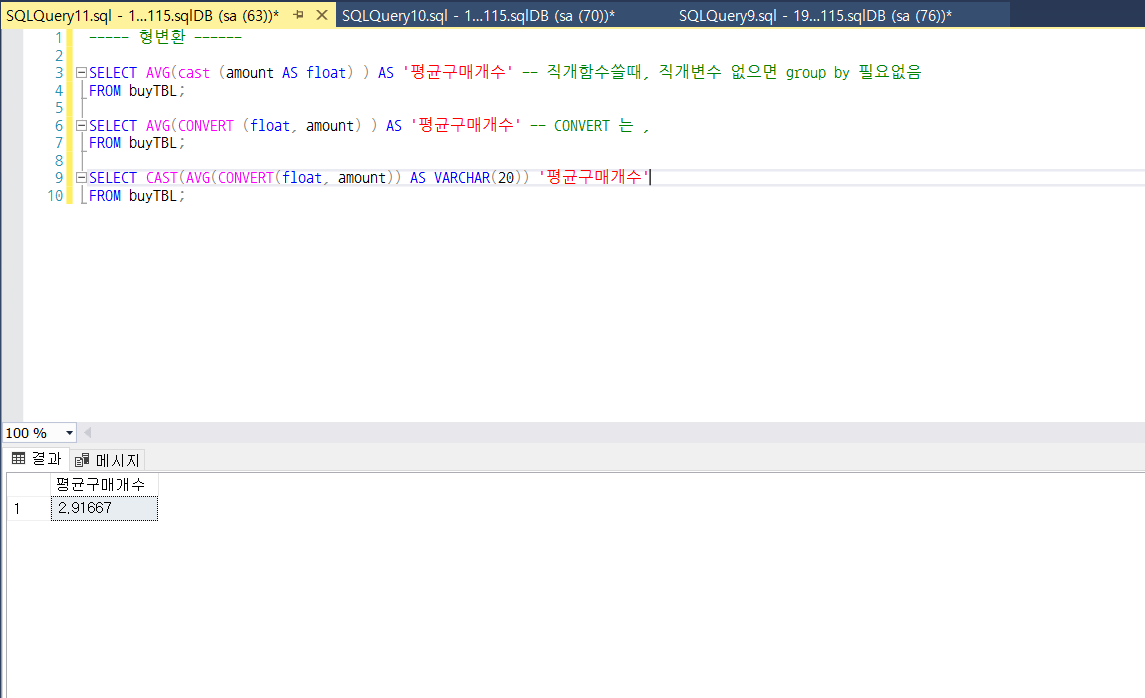 SQLQuery11.sql - 1...115.sqlDB (sa (63))* SQLQuery10.sql - 1...115.sqlDB (sa (70))* SQLQuery9.sql - 19...115.sqlDB (sa (76))*
1 ----- 형변환 ------
2
3 SELECT AVG(cast (amount AS float) ) AS '평균구매개수' -- 직개함수쓸때, 직개변수 없으면 group by 필요없음
4 FROM buyTBL;
5
6 SELECT AVG(CONVERT (float, amount) ) AS '평균구매개수' -- CONVERT 는 ,
7 FROM buyTBL;
8
9 SELECT CAST(AVG(CONVERT(float, amount)) AS VARCHAR(20)) '평균구매개수'
10 FROM buyTBL;
100 %
결과 메시지
평균구매개수
1 2.91667